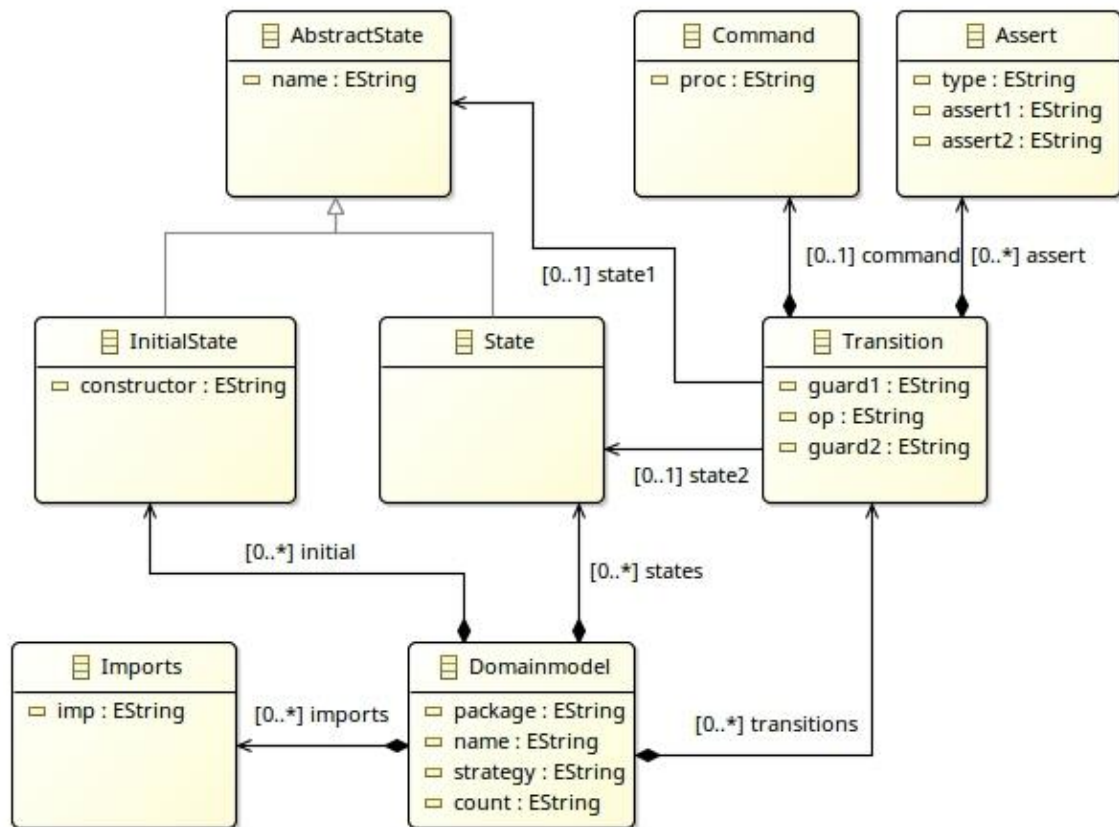 AbstractState
name : EString
Command
proc : EString
Assert
type : EString
assert1 : EString
assert2 : EString
[0..1] state1
[0..1] command
[0..*] assert
InitialState
constructor : EString
State
Transition
guard1 : EString
op : EString
guard2 : EString
[0..1] state2
[0..*] initial
[0..*] states
Imports
imp : EString
[0..*] imports
Domainmodel
package : EString
name : EString
strategy : EString
count : EString
[0..*] transitions